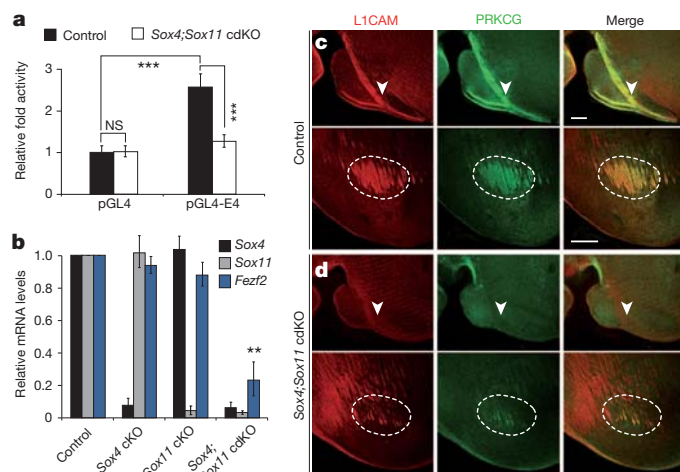 a
Control
Sox4;Sox11 cdKO
Relative fold activity
3
2
1
0
NS
***
***
pGL4
pGL4-E4
b
Relative mRNA levels
1.0
0.8
0.6
0.4
0.2
0
Sox4
Sox11
Fezf2
**
Control
Sox4 cKO
Sox11 cKO
Sox4;
Sox11 cdKO
c
L1CAM
PRKCG
Merge
Control
d
Sox4;Sox11 cdKO